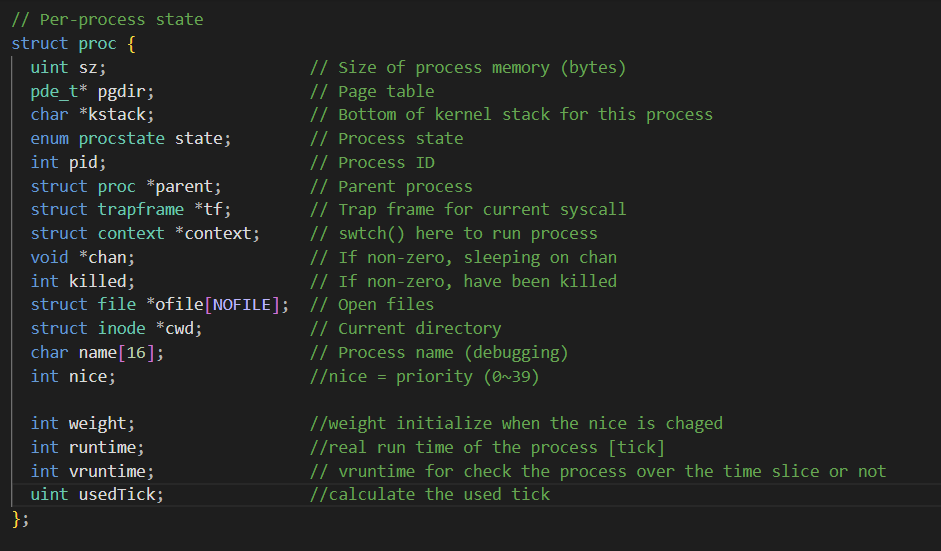 // Per-process state
struct proc {
  uint sz;                     // Size of process memory (bytes)
  pde_t* pgdir;                // Page table
  char *kstack;                // Bottom of kernel stack for this process
  enum procstate state;        // Process state
  int pid;                     // Process ID
  struct proc *parent;         // Parent process
  struct trapframe *tf;        // Trap frame for current syscall
  struct context *context;     // swtch() here to run process
  void *chan;                  // If non-zero, sleeping on chan
  int killed;                  // If non-zero, have been killed
  struct file *ofile[NOFILE];  // Open files
  struct inode *cwd;           // Current directory
  char name[16];               // Process name (debugging)
  int nice;                    //nice = priority (0~39)

  int weight;                  //weight initialize when the nice is chaged
  int runtime;                 //real run time of the process [tick]
  int vruntime;                // vruntime for check the process over the time slice or not
  uint usedTick;               //calculate the used tick
};